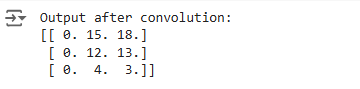 Output after convolution:
[[ 0. 15. 18.]
 [ 0. 12. 13.]
 [ 0.  4.  3.]]